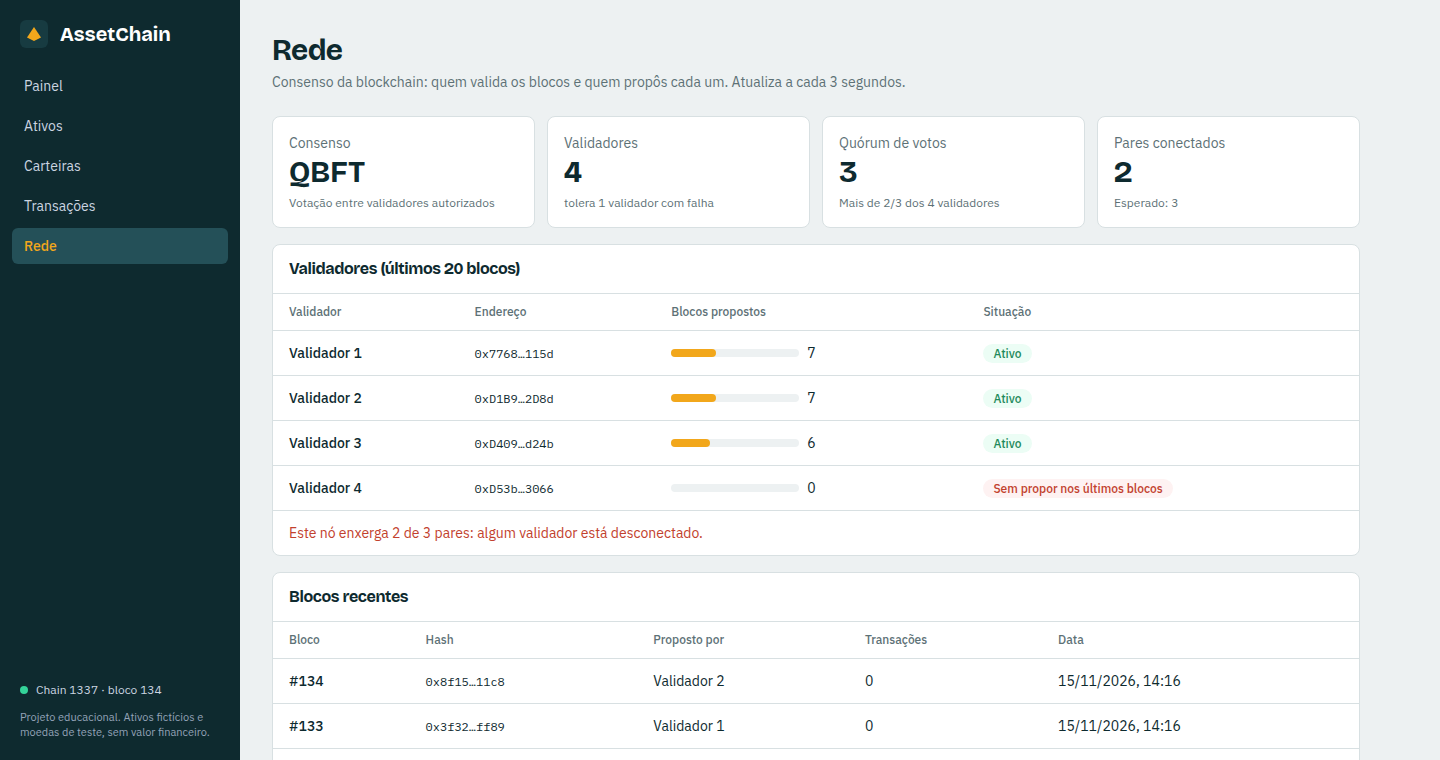 AssetChain
Painel
Ativos
Carteiras
Transações
Rede
Chain 1337 · bloco 134
Projeto educacional. Ativos fictícios e
moedas de teste, sem valor financeiro.
Rede
Consenso da blockchain: quem valida os blocos e quem propôs cada um. Atualiza a cada 3 segundos.
Consenso
QBFT
Votação entre validadores autorizados
Validadores
4
tolera 1 validador com falha
Quórum de votos
3
Mais de 2/3 dos 4 validadores
Pares conectados
2
Esperado: 3
Validadores (últimos 20 blocos)
Validador Endereço Blocos propostos Situação
Validador 1 0x7768…115d 7 Ativo
Validador 2 0xD1B9…2D8d 7 Ativo
Validador 3 0xD409…d24b 6 Ativo
Validador 4 0xD53b…3066 0 Sem propor nos últimos blocos
Este nó enxerga 2 de 3 pares: algum validador está desconectado.
Blocos recentes
Bloco Hash Proposto por Transações Data
#134 0x8f15…11c8 Validador 2 0 15/11/2026, 14:16
#133 0x3f32…ff89 Validador 1 0 15/11/2026, 14:16